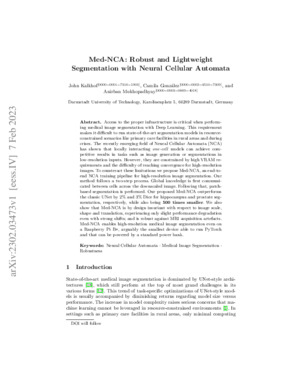 Med-NCA: Robust and Lightweight
Segmentation with Neural Cellular Automata
John Kalkhof, Camila González, and
Anirban Mukhopadhyay
Darmstadt University of Technology, Karolinenplatz 5, 64289 Darmstadt, Germany
Abstract. Access to the proper infrastructure is critical when performing
medical image segmentation with Deep Learning. This requirement
makes it difficult to run state-of-the-art segmentation models in resource-
constrained scenarios like primary care facilities in rural areas and during
crises. The recently emerging field of Neural Cellular Automata (NCA)
has shown that locally interacting one-cell models can achieve competitive
results in tasks such as image generation or segmentations in
low-resolution inputs. However, they are constrained by high VRAM requirements
and the difficulty of reaching convergence for high-resolution
images. To counteract these limitations we propose Med-NCA, an end-to-end
NCA training pipeline for high-resolution image segmentation. Our
method follows a two-step process. Global knowledge is first communicated
between cells across the downscaled image. Following that, patch-
based segmentation is performed. Our proposed Med-NCA outperforms
the classic UNet by 2% and 3% Dice for hippocampus and prostate segmentation,
respectively, while also being 500 times smaller. We also
show that Med-NCA is by design invariant with respect to image scale,
shape and translation, experiencing only slight performance degradation
even with strong shifts; and is robust against MRI acquisition artefacts.
Med-NCA enables high-resolution medical image segmentation even on
a Raspberry Pi B+, arguably the smallest device able to run PyTorch
and that can be powered by a standard power bank.
Keywords: Neural Cellular Automata · Medical Image Segmentation ·
Robustness
1 Introduction
State-of-the-art medical image segmentation is dominated by UNet-style architectures
which still perform at the top of most grand challenges in its
various forms. This trend of task-specific optimizations of UNet-style models
is usually accompanied by diminishing returns regarding model size versus
performance. The increase in model complexity raises serious concerns that machine
learning cannot be leveraged in resource-constrained environments. In
settings such as primary care facilities in rural areas, only minimal computing
arXiv:2302.03473v1 [eess.IV] 7 Feb 2023